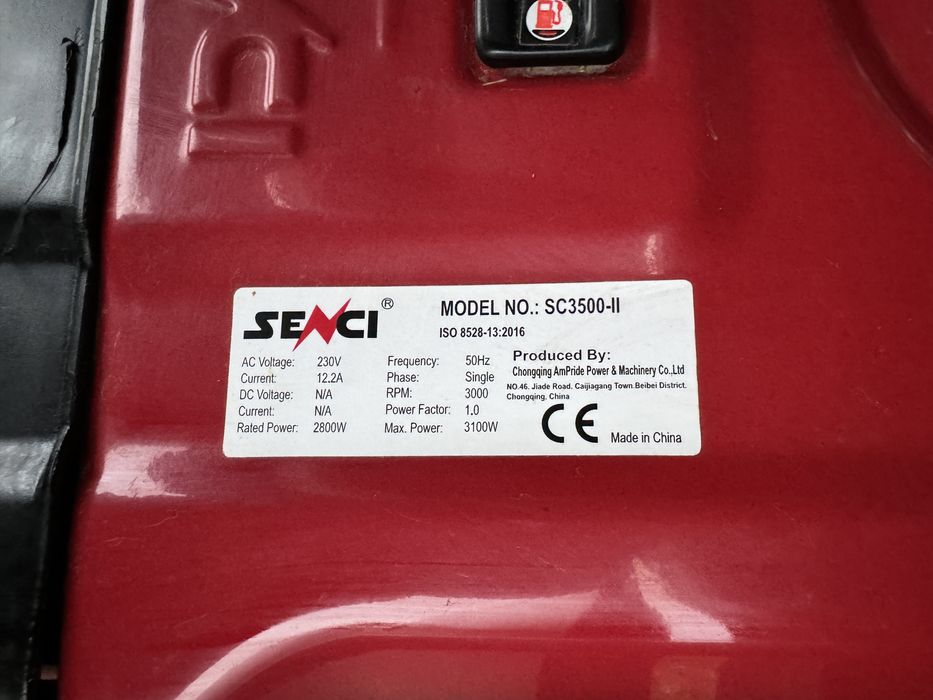 SENCI®
MODEL NO.: SC3500-II
ISO 8528-13:2016
AC Voltage: 230V
Current: 12.2A
DC Voltage: N/A
Current: N/A
Rated Power: 2800W
Frequency: 50Hz
Phase: Single
RPM: 3000
Power Factor: 1.0
Max. Power: 3100W
Produced By:
Chongqing AmPride Power & Machinery Co.,Ltd
NO.46. Jiade Road. Caijiagang Town.Beibei District.
Chongqing. China
CE
Made in China